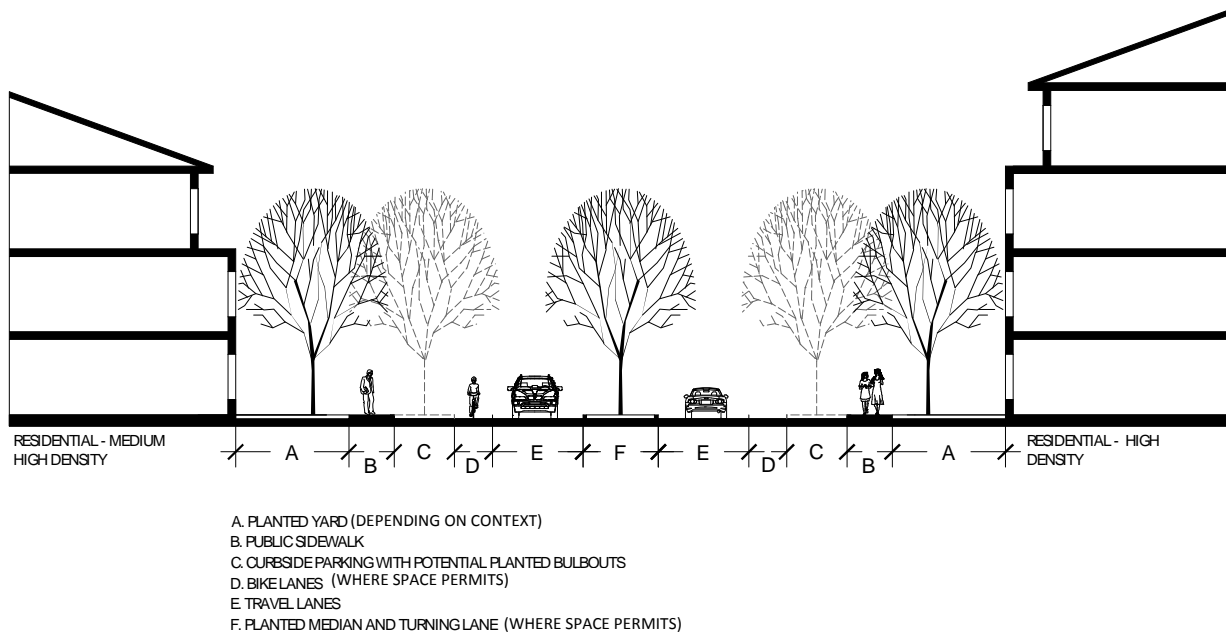 RESIDENTIAL - MEDIUM
HIGH DENSITY
A B C D E F E D C B A
RESIDENTIAL - HIGH
DENSITY
A. PLANTED YARD (DEPENDING ON CONTEXT)
B. PUBLIC SIDEWALK
C. CURBSIDE PARKING WITH POTENTIAL PLANTED BULBOUTS
D. BIKE LANES (WHERE SPACE PERMITS)
E. TRAVEL LANES
F. PLANTED MEDIAN AND TURNING LANE (WHERE SPACE PERMITS)